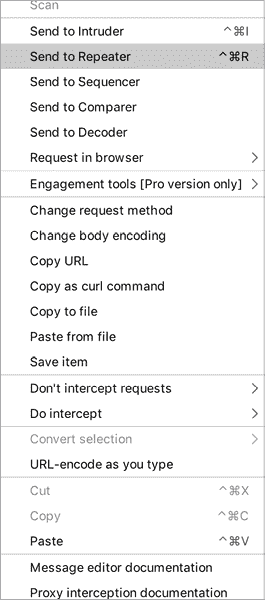 Scan
Send to Intruder ^⌘I
Send to Repeater ^⌘R
Send to Sequencer
Send to Comparer
Send to Decoder
Request in browser
Engagement tools [Pro version only]
Change request method
Change body encoding
Copy URL
Copy as curl command
Copy to file
Paste from file
Save item
Don't intercept requests
Do intercept
Convert selection
URL-encode as you type
Cut ^⌘X
Copy ^⌘C
Paste ^⌘V
Message editor documentation
Proxy interception documentation